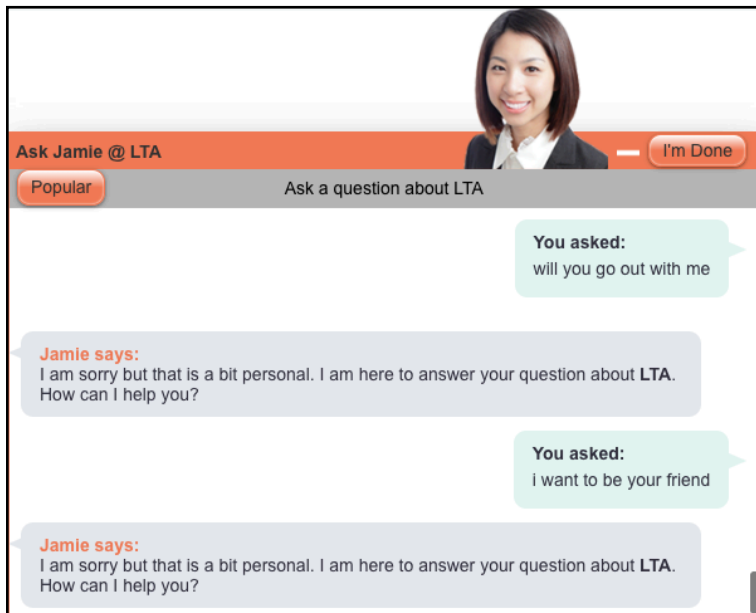 Ask Jamie @ LTA
I'm Done
Popular
Ask a question about LTA
You asked:
will you go out with me
Jamie says:
I am sorry but that is a bit personal. I am here to answer your question about LTA.
How can I help you?
You asked:
i want to be your friend
Jamie says:
I am sorry but that is a bit personal. I am here to answer your question about LTA.
How can I help you?